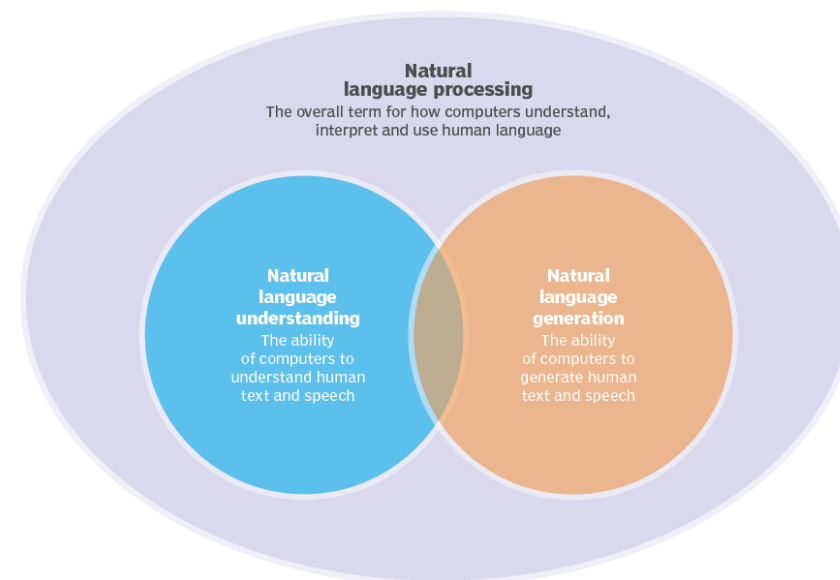 Natural
language processing
The overall term for how computers understand,
interpret and use human language
Natural
language
understanding
The ability
of computers to
understand human
text and speech
Natural
language
generation
The ability
of computers to
generate human
text and speech